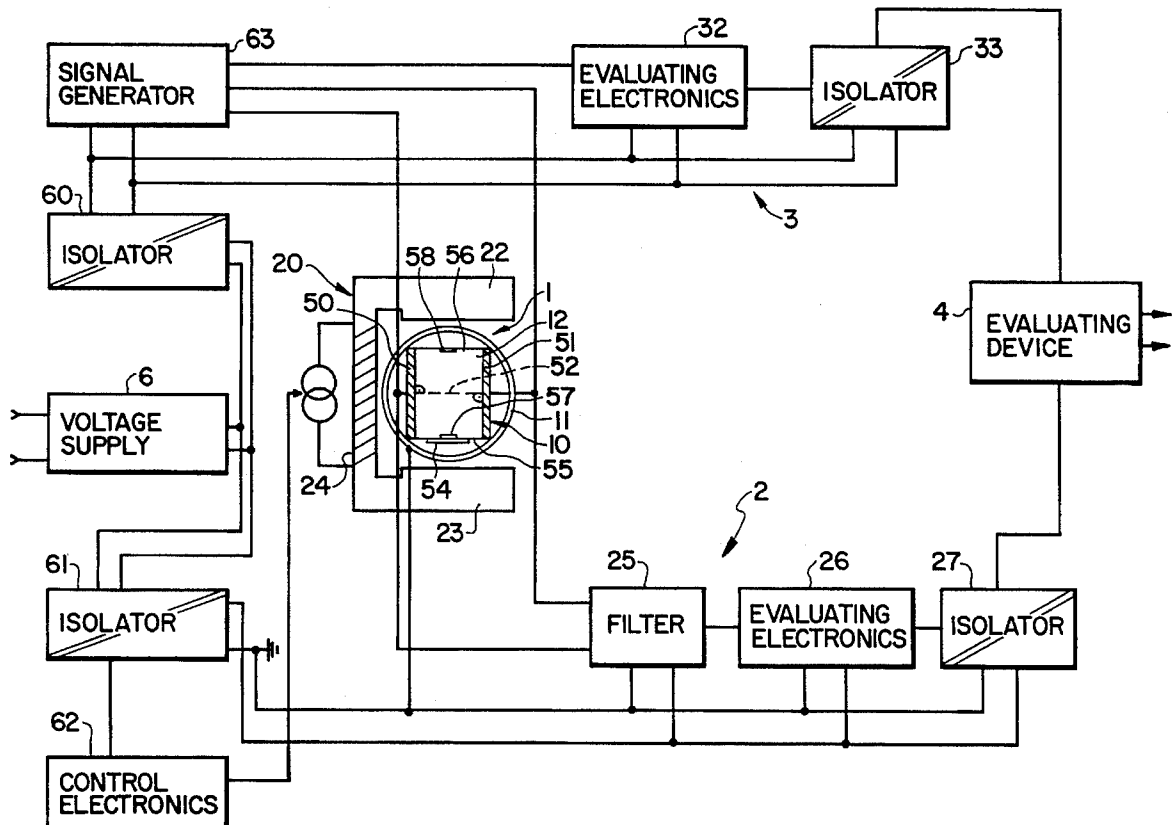 63
SIGNAL
GENERATOR
32
EVALUATING
ELECTRONICS
33
ISOLATOR
3
60
ISOLATOR
20
58 56 22
1
50
12
51
52
57
11
10
24
54
55
23
4
EVALUATING
DEVICE
6
VOLTAGE
SUPPLY
2
61
ISOLATOR
25
FILTER
26
EVALUATING
ELECTRONICS
27
ISOLATOR
62
CONTROL
ELECTRONICS